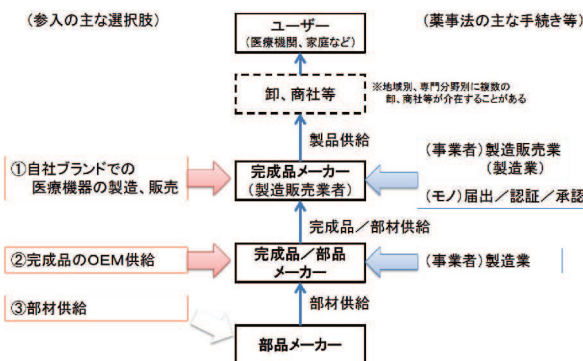 (参入の主な選択肢)
ユーザー
(医療機関、家庭など)
(薬事法の主な手続き等)
卸、商社等
※地域別、専門分野別に複数の
卸、商社等が介在することがある
製品供給
①自社ブランドでの
医療機器の製造、販売
完成品メーカー
(製造販売業者)
(事業者)製造販売業
(製造業)
(モノ)届出/認証/承認
完成品/部材供給
②完成品のOEM供給
完成品/部品
メーカー
(事業者)製造業
③部材供給
部材供給
部品メーカー